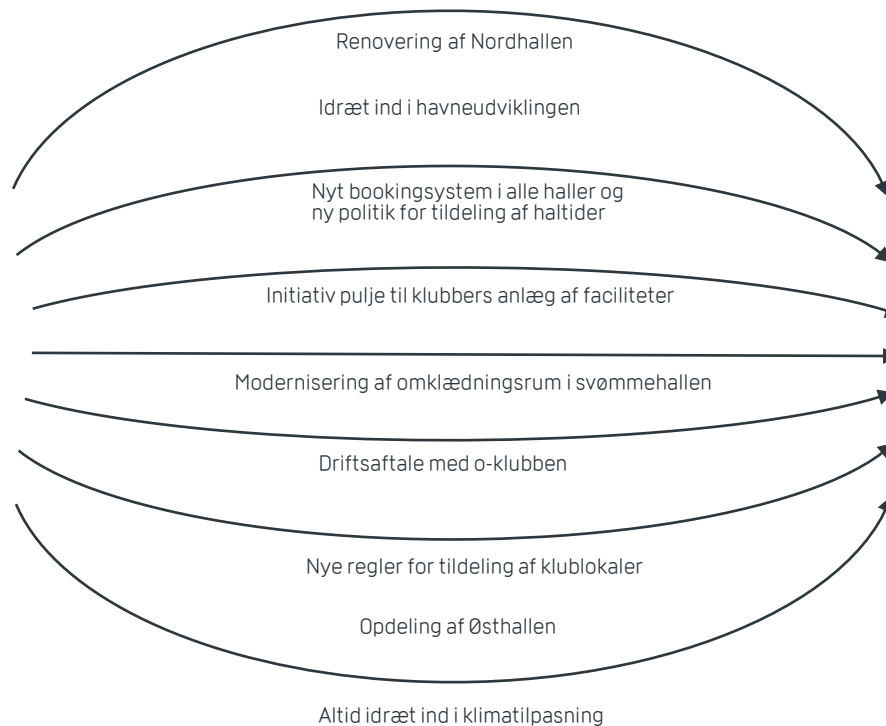 Renovering af Nordhallen
Idræt ind i havneudviklingen
Nyt bookingsystem i alle haller og
ny politik for tildeling af haltider
Initiativ pulje til klubbers anlæg af faciliteter
Modernisering af omklædningsrum i svømmehallen
Driftsaftale med o-klubben
Nye regler for tildeling af klublokaler
Opdeling af Østhallen
Altid idræt ind i klimatilpasning